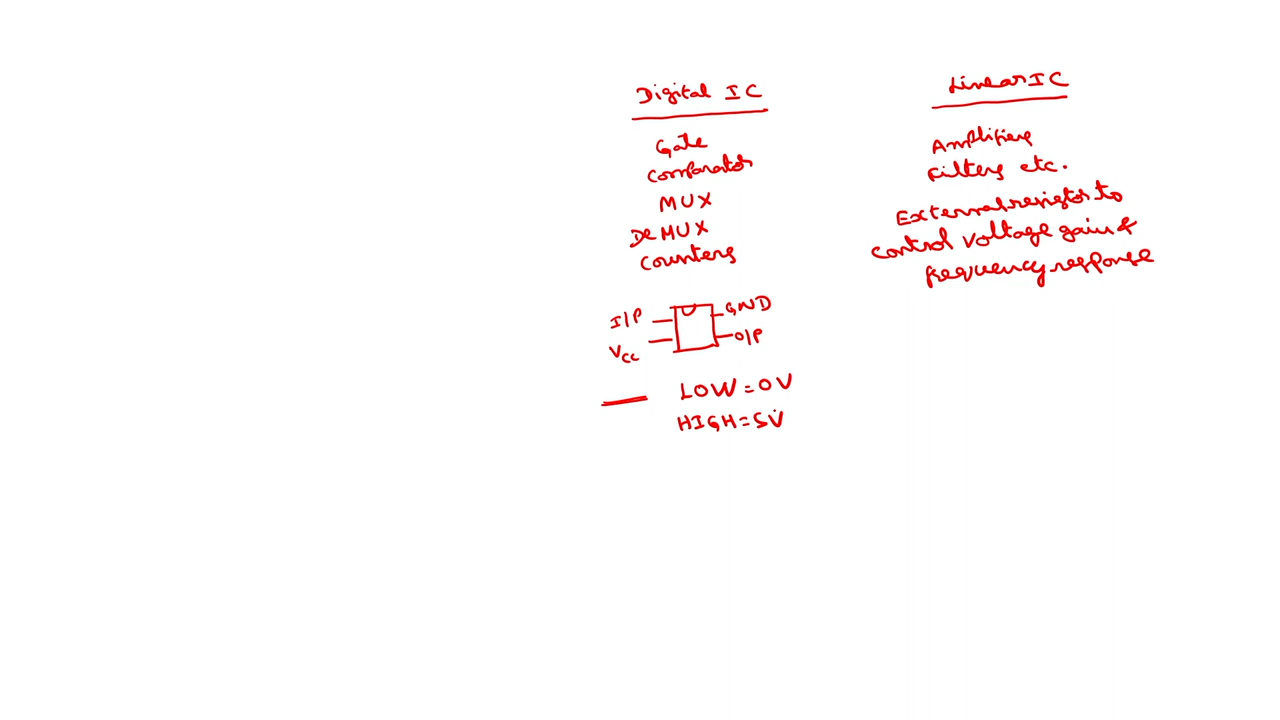 Digital IC
Gate
Comparator
MUX
DeMUX
Counters
I/P
GND
VCC
O/P
LOW = 0V
HIGH = 5V
Linear IC
Amplifiers
Filters etc.
External resistor to
control voltage gain &
frequency response